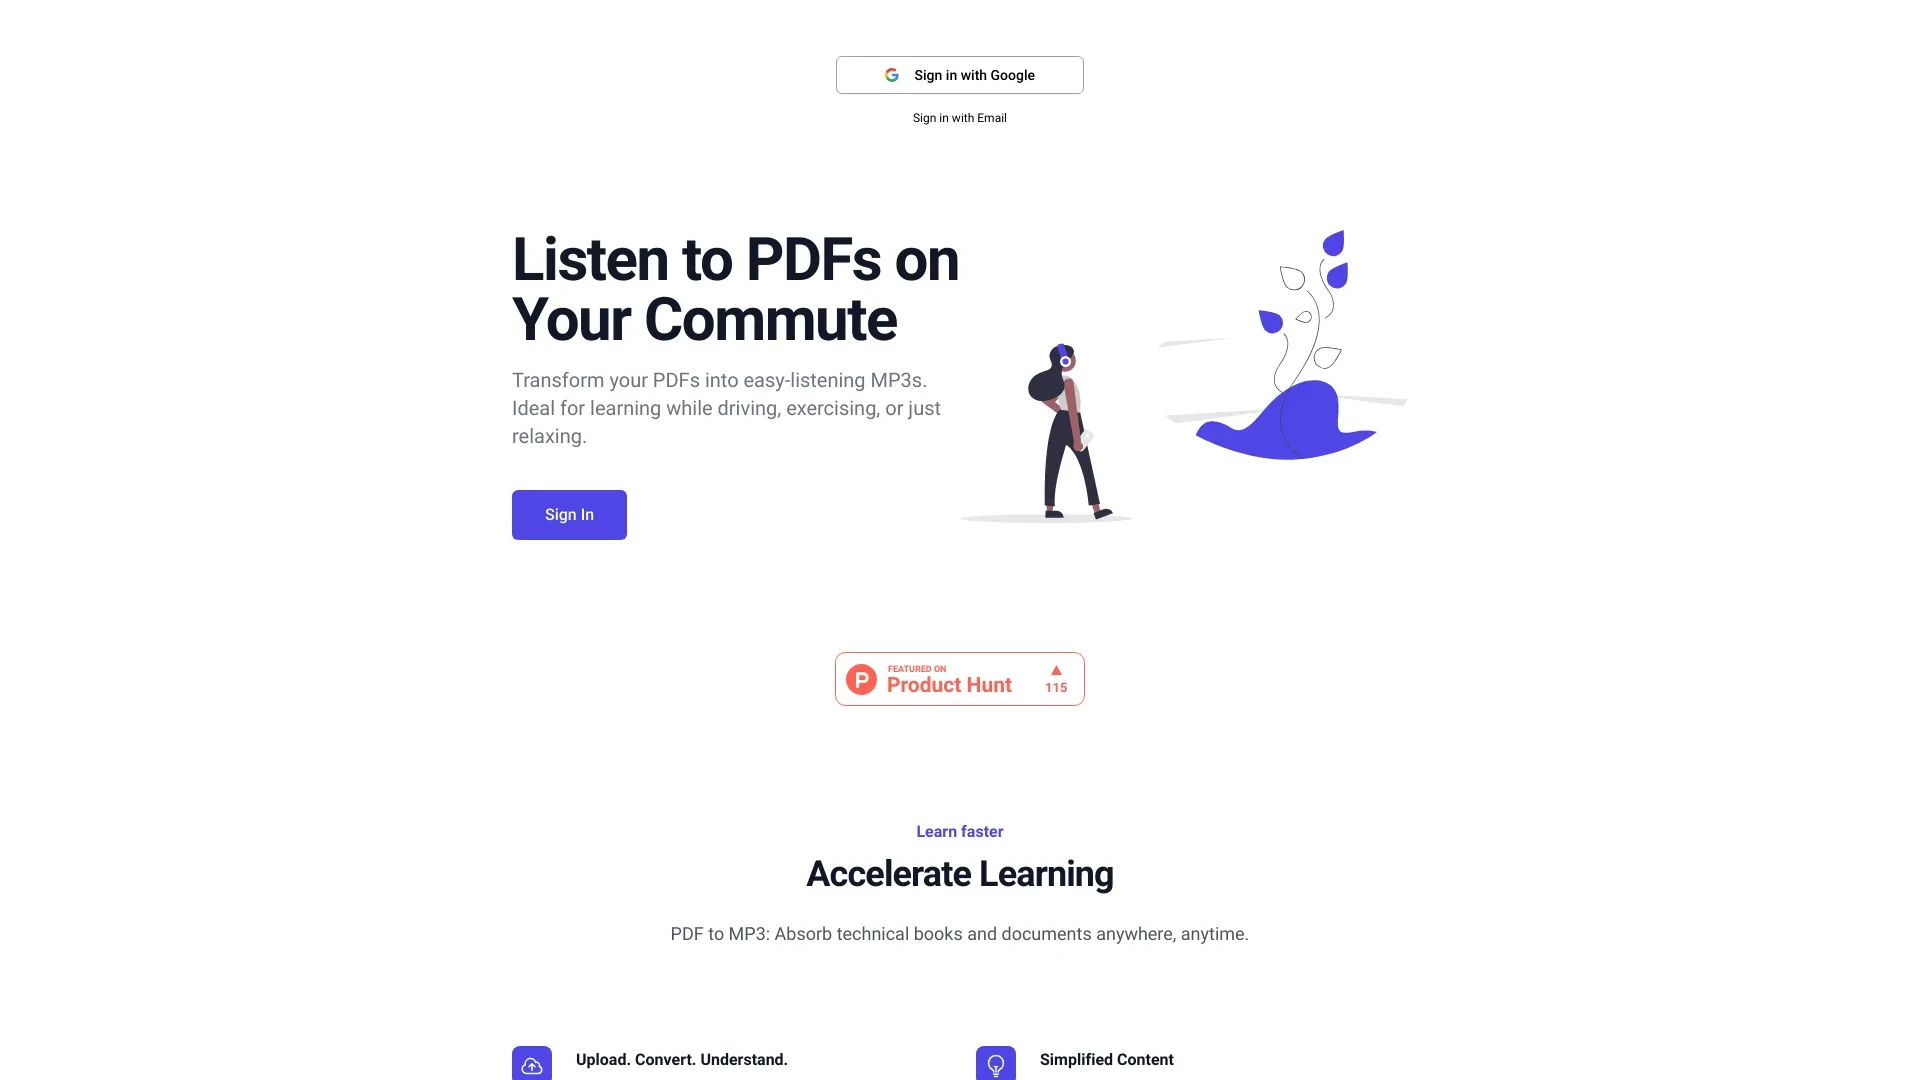 Sign in with Google
Sign in with Email
Listen to PDFs on
Your Commute
Transform your PDFs into easy-listening MP3s.
Ideal for learning while driving, exercising, or just
relaxing.
Sign In
FEATURED ON
Product Hunt
115
Learn faster
Accelerate Learning
PDF to MP3: Absorb technical books and documents anywhere, anytime.
Upload. Convert. Understand.
Simplified Content